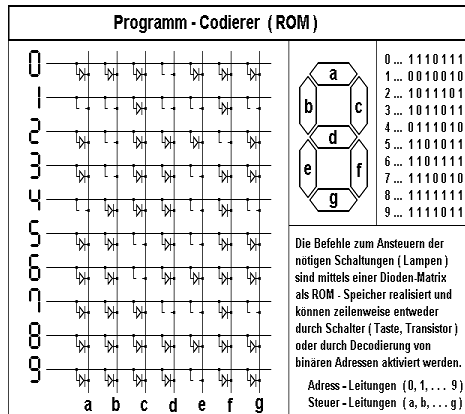 Programm - Codierer ( ROM )
0
1
2
3
4
5
6
7
8
9
a b c d e f g
a
b c
d
e f
g
0 ... 1110111
1 ... 0010010
2 ... 1011101
3 ... 1011011
4 ... 0111010
5 ... 1101011
6 ... 1101111
7 ... 1110010
8 ... 1111111
9 ... 1111011
Die Befehle zum Ansteuern der
nötigen Schaltungen ( Lampen )
sind mittels einer Dioden-Matrix
als ROM - Speicher realisiert und
können zeilenweise entweder
durch Schalter ( Taste, Transistor )
oder durch Decodierung von
binären Adressen aktiviert werden.
Adress - Leitungen ( 0, 1, . . . 9 )
Steuer - Leitungen ( a, b, . . . g )